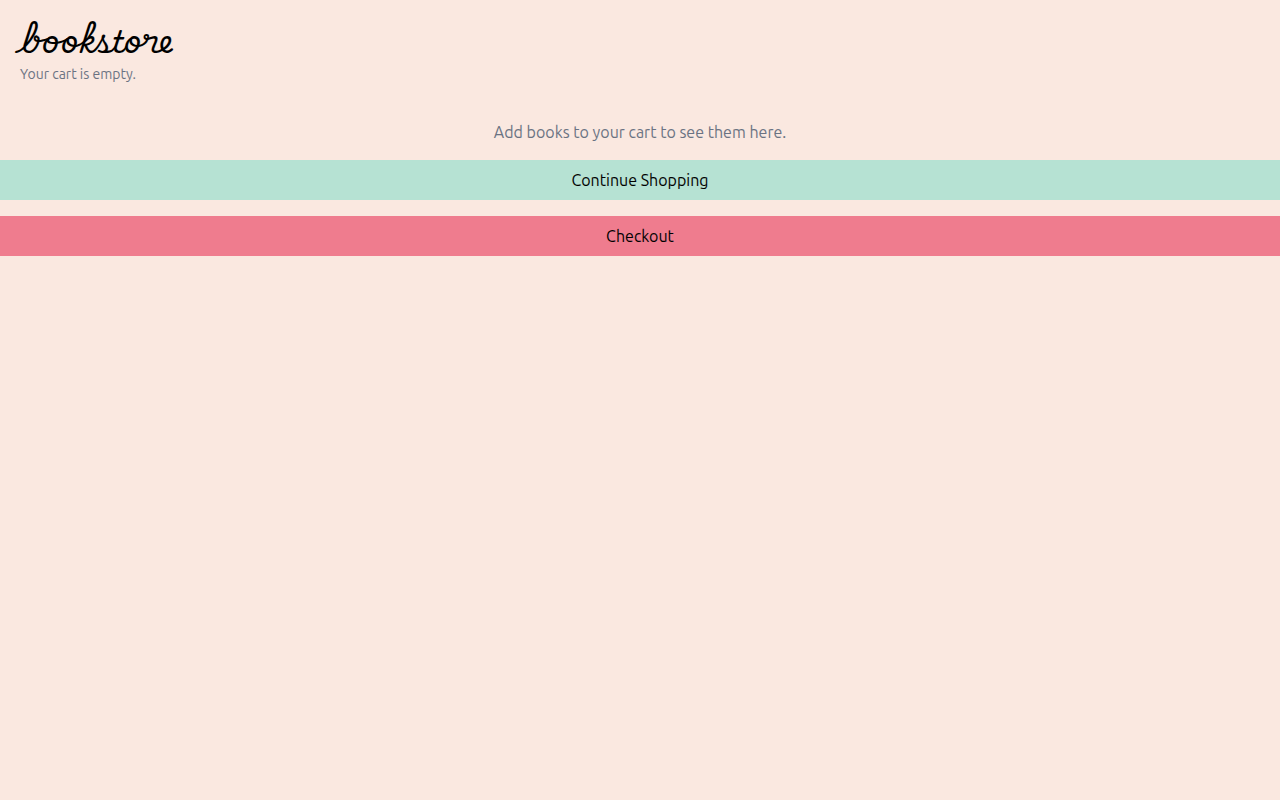 bookstore
Your cart is empty.
Add books to your cart to see them here.
Continue Shopping
Checkout